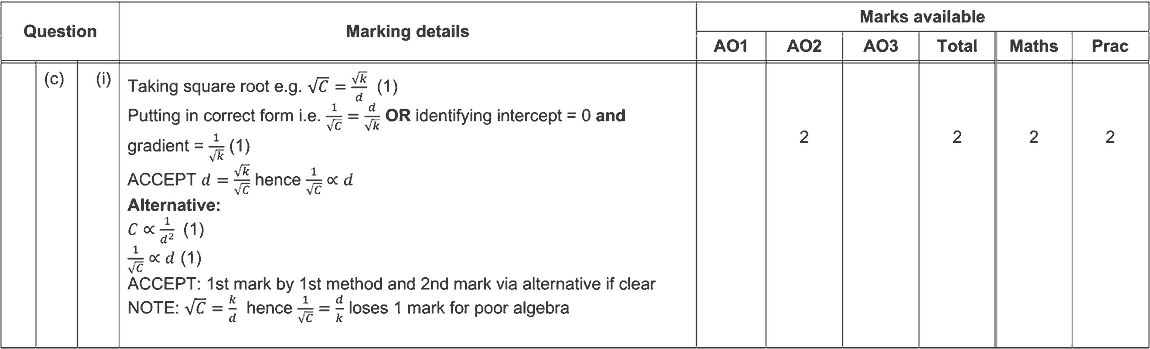 Question Marking details Marks available
AO1 AO2 AO3 Total Maths Prac
(c) (i) Taking square root e.g. √C = √k/d (1)
Putting in correct form i.e. 1/√C = d/√k OR identifying intercept = 0 and
gradient = 1/√k (1)
2 2 2 2
ACCEPT d = √k/√C hence 1/√C ∝ d
Alternative:
C ∝ 1/d² (1)
1/√C ∝ d (1)
ACCEPT: 1st mark by 1st method and 2nd mark via alternative if clear
NOTE: √C = k/d hence 1/√C = d/k loses 1 mark for poor algebra